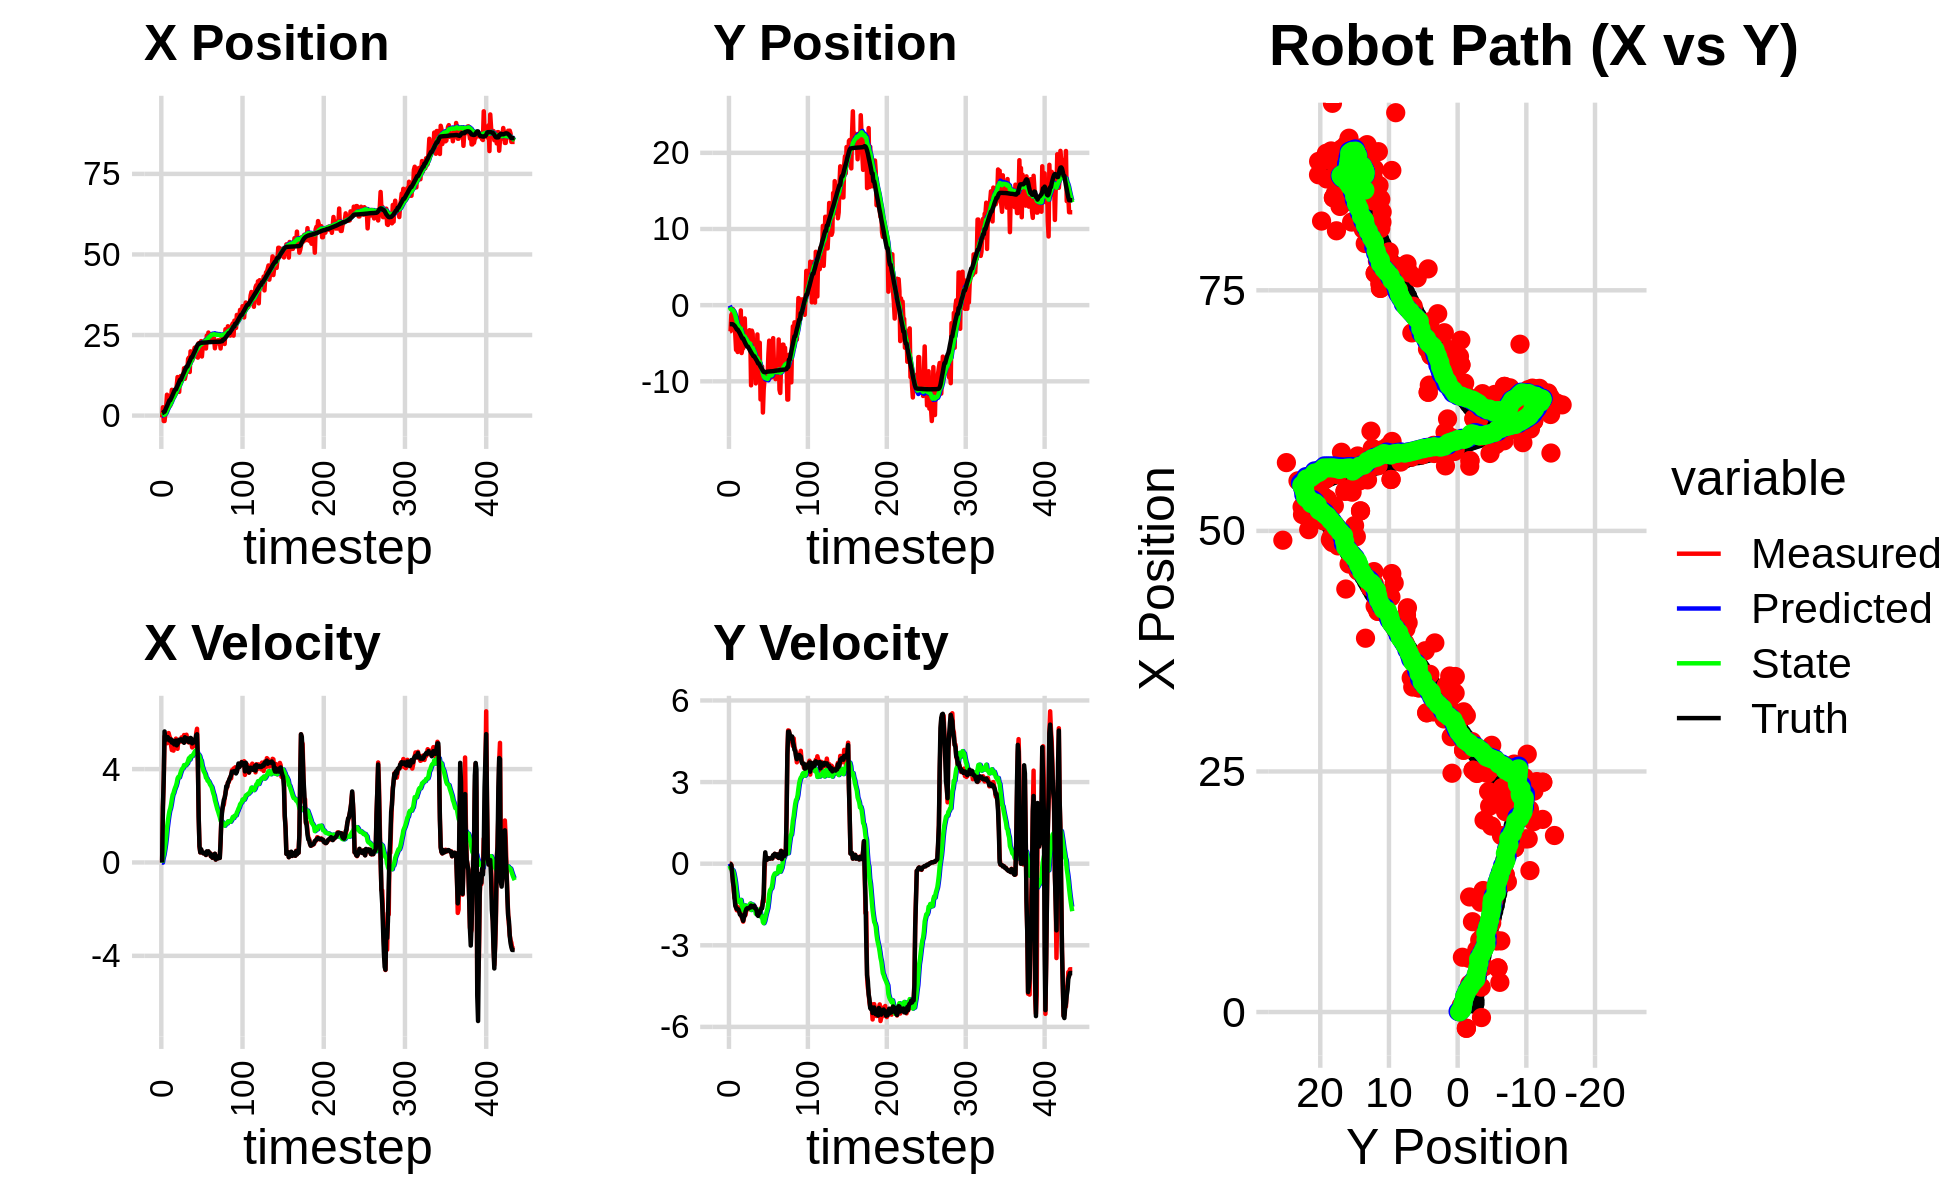 X Position
75
50
25
0
0 100 200 300 400
timestep
Y Position
20
10
0
-10
0 100 200 300 400
timestep
X Velocity
4
0
-4
0 100 200 300 400
timestep
Y Velocity
6
3
0
-3
-6
0 100 200 300 400
timestep
Robot Path (X vs Y)
X Position
75
50
25
0
20 10 0 -10 -20
Y Position
variable
Measured
Predicted
State
Truth